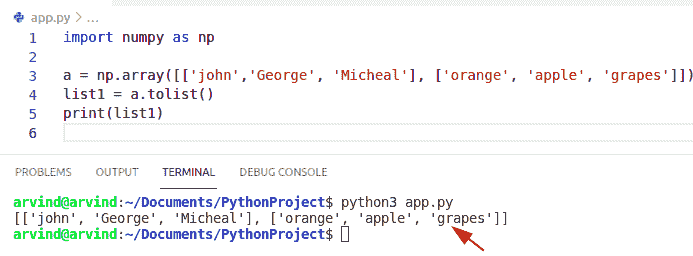 app.py > ...
1 import numpy as np
2
3 a = np.array([['john','George', 'Micheal'], ['orange', 'apple', 'grapes']])
4 list1 = a.tolist()
5 print(list1)
6
PROBLEMS OUTPUT TERMINAL DEBUG CONSOLE
arvind@arvind:~/Documents/PythonProject$ python3 app.py
[['john', 'George', 'Micheal'], ['orange', 'apple', 'grapes']]
arvind@arvind:~/Documents/PythonProject$